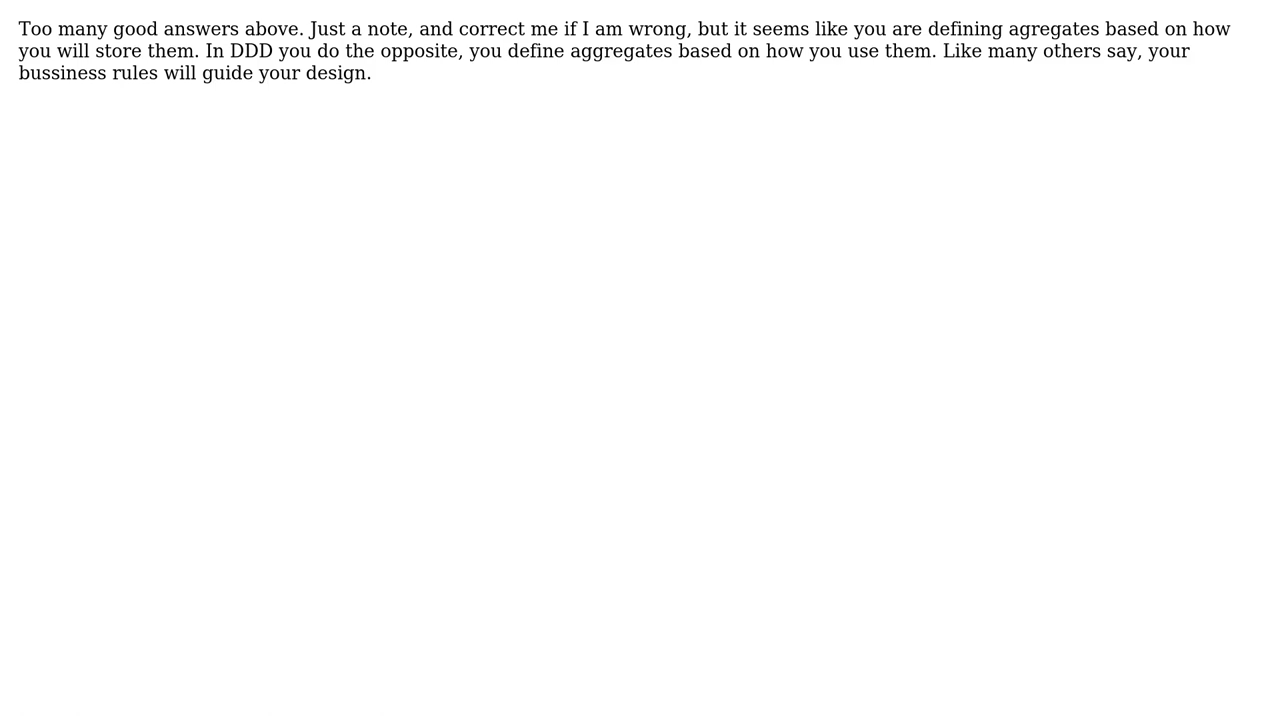 Too many good answers above. Just a note, and correct me if I am wrong, but it seems like you are defining agregates based on how
you will store them. In DDD you do the opposite, you define aggregates based on how you use them. Like many others say, your
bussiness rules will guide your design.